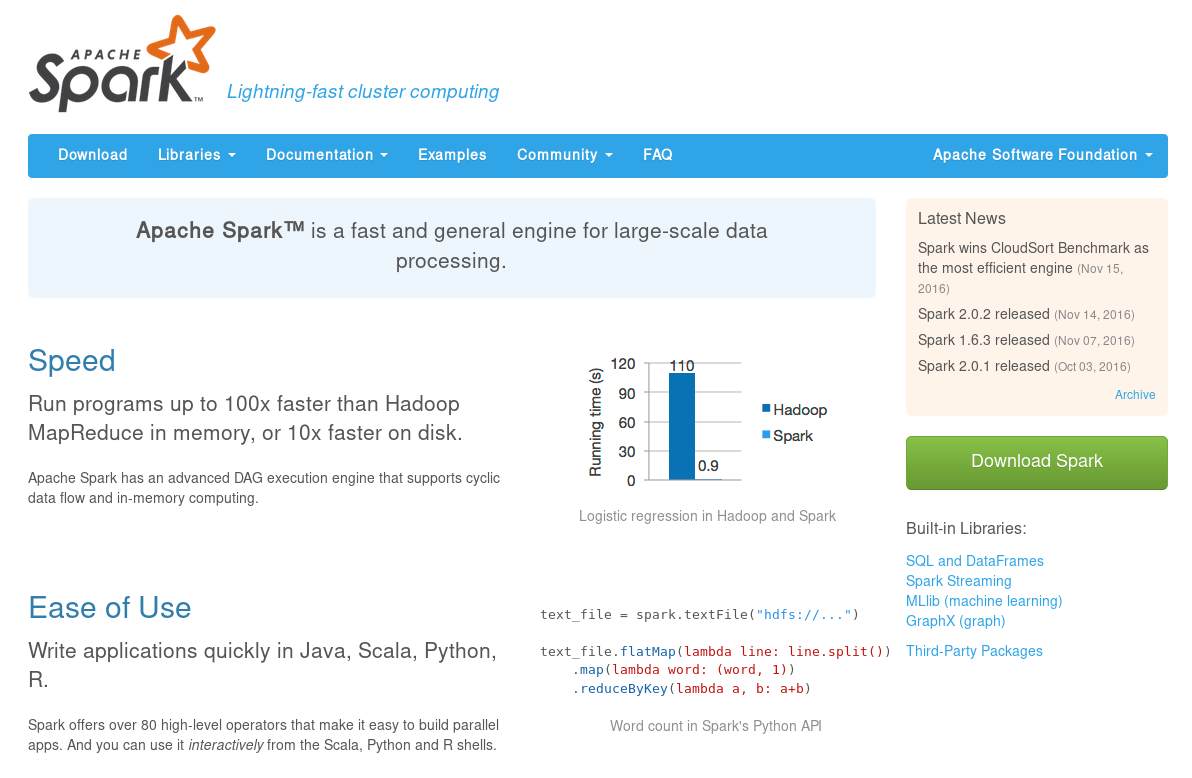 APACHE
Spark™
Lightning-fast cluster computing
Download Libraries Documentation Examples Community FAQ Apache Software Foundation
Apache Spark™ is a fast and general engine for large-scale data
processing.
Speed
Run programs up to 100x faster than Hadoop
MapReduce in memory, or 10x faster on disk.
Apache Spark has an advanced DAG execution engine that supports cyclic
data flow and in-memory computing.
Running time (s)
120
90
60
30
0
110
0.9
Hadoop
Spark
Logistic regression in Hadoop and Spark
Ease of Use
Write applications quickly in Java, Scala, Python,
R.
Spark offers over 80 high-level operators that make it easy to build parallel
apps. And you can use it interactively from the Scala, Python and R shells.
text_file = spark.textFile("hdfs://...")
text_file.flatMap(lambda line: line.split())
.map(lambda word: (word, 1))
.reduceByKey(lambda a, b: a+b)
Word count in Spark's Python API
Latest News
Spark wins CloudSort Benchmark as
the most efficient engine (Nov 15,
2016)
Spark 2.0.2 released (Nov 14, 2016)
Spark 1.6.3 released (Nov 07, 2016)
Spark 2.0.1 released (Oct 03, 2016)
Archive
Download Spark
Built-in Libraries:
SQL and DataFrames
Spark Streaming
MLlib (machine learning)
GraphX (graph)
Third-Party Packages